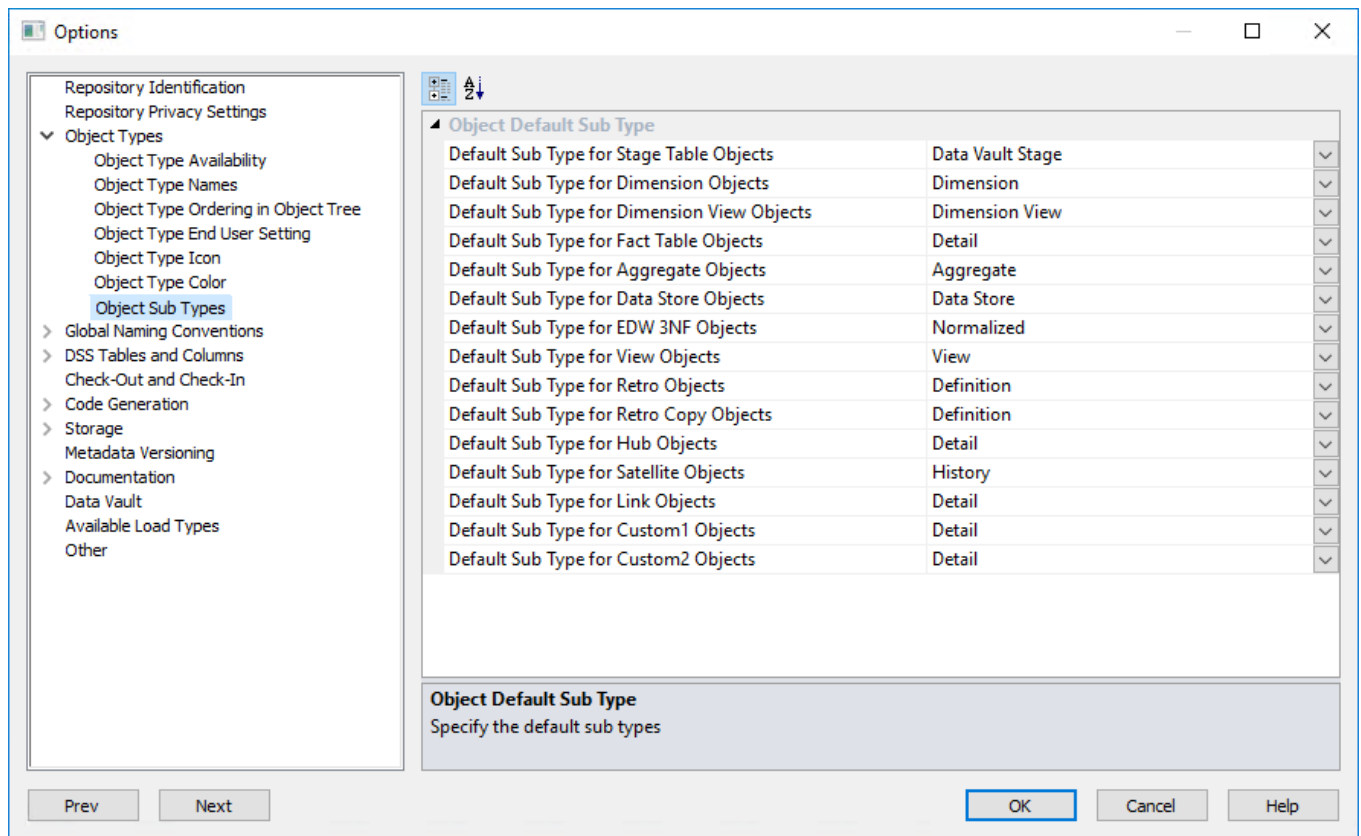 Options
Repository Identification
Repository Privacy Settings
Object Types
Object Type Availability
Object Type Names
Object Type Ordering in Object Tree
Object Type End User Setting
Object Type Icon
Object Type Color
Object Sub Types
Global Naming Conventions
DSS Tables and Columns
Check-Out and Check-In
Code Generation
Storage
Metadata Versioning
Documentation
Data Vault
Available Load Types
Other
Object Default Sub Type
Default Sub Type for Stage Table Objects Data Vault Stage
Default Sub Type for Dimension Objects Dimension
Default Sub Type for Dimension View Objects Dimension View
Default Sub Type for Fact Table Objects Detail
Default Sub Type for Aggregate Objects Aggregate
Default Sub Type for Data Store Objects Data Store
Default Sub Type for EDW 3NF Objects Normalized
Default Sub Type for View Objects View
Default Sub Type for Retro Objects Definition
Default Sub Type for Retro Copy Objects Definition
Default Sub Type for Hub Objects Detail
Default Sub Type for Satellite Objects History
Default Sub Type for Link Objects Detail
Default Sub Type for Custom1 Objects Detail
Default Sub Type for Custom2 Objects Detail
Object Default Sub Type
Specify the default sub types
Prev Next OK Cancel Help